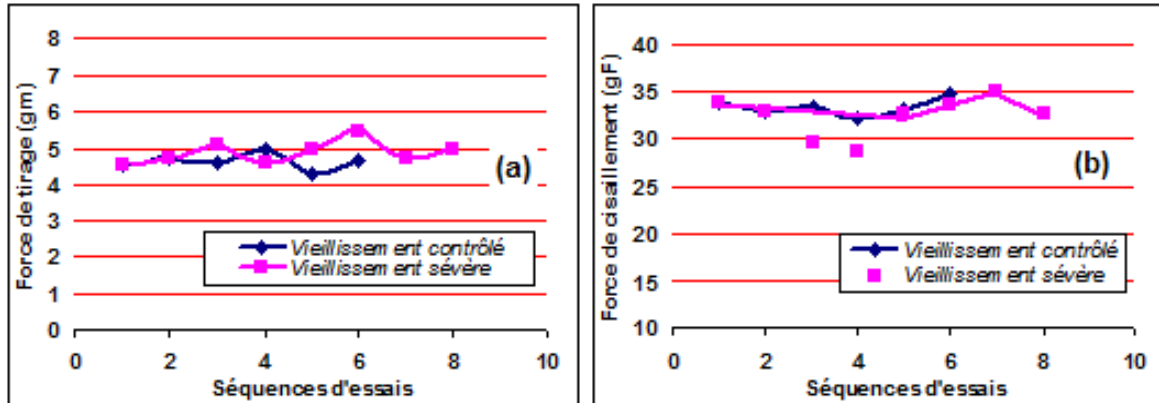 Force de tirage (gm)
8
7
6
5
4
3
2
1
0
0 2 4 6 8 10
Séquences d'essais
(a)
Vieillissem ent contrôlé
Vieillissem ent sévère
Force de cisaillement (gF)
40
35
30
25
20
15
10
0 2 4 6 8 10
Séquences d'essais
(b)
Vieillissem ent contrôlé
Vieillissem ent sévère